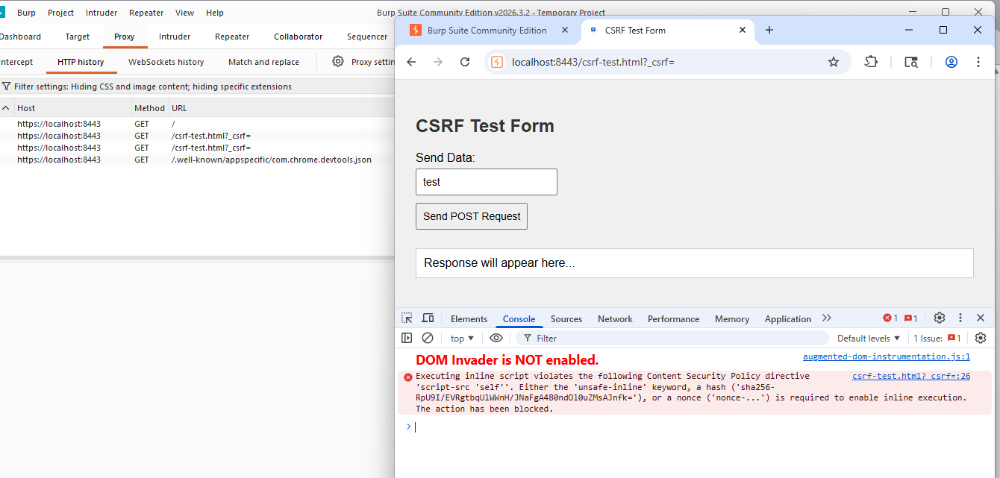 Burp Project Intruder Repeater View Help
Burp Suite Community Edition v2026.3.2 - Temporary Project
Dashboard Target Proxy Intruder Repeater Collaborator Sequencer
Intercept HTTP history WebSockets history Match and replace Proxy settin
Filter settings: Hiding CSS and image content; hiding specific extensions
Host Method URL
https://localhost:8443 GET /
https://localhost:8443 GET /csrf-test.html?_csrf=
https://localhost:8443 GET /csrf-test.html?_csrf=
https://localhost:8443 GET /.well-known/appspecific/com.chrome.devtools.json
Burp Suite Community Edition CSRF Test Form
localhost:8443/csrf-test.html?_csrf=
CSRF Test Form
Send Data:
test
Send POST Request
Response will appear here...
Elements Console Sources Network Performance Memory Application 1 1
top Filter Default levels 1 Issue: 1
DOM Invader is NOT enabled. augmented-dom-instrumentation.js:1
Executing inline script violates the following Content Security Policy directive csrf-test.html?_csrf=:26
'script-src 'self''. Either the 'unsafe-inline' keyword, a hash ('sha256-
RpU9I/EVRgtbqUlWWnH/JNaFgA4B0ndOl0uZMsAJnfk='), or a nonce ('nonce-...') is required to enable inline execution.
The action has been blocked.